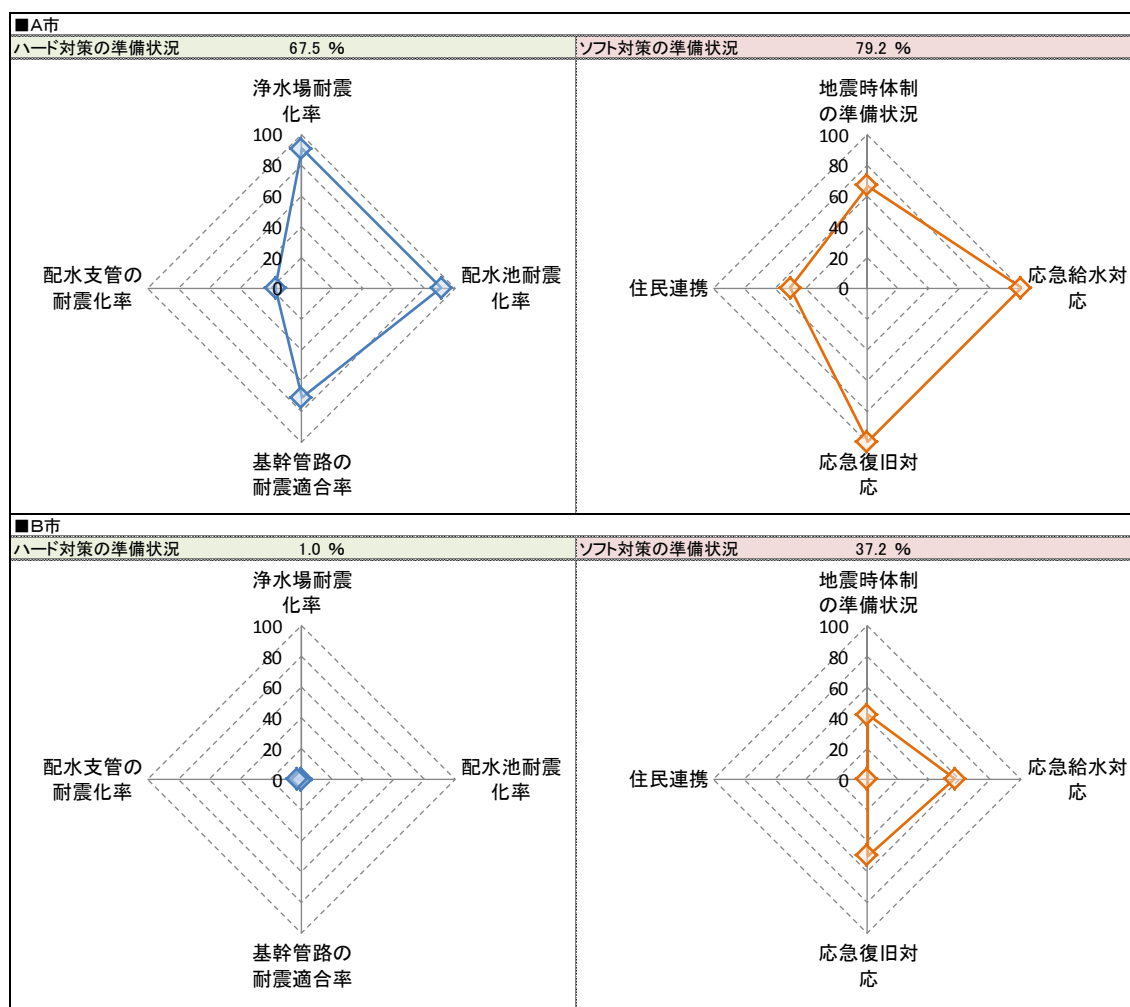 ■A市
ハード対策の準備状況 67.5 %
ソフト対策の準備状況 79.2 %
浄水場耐震
化率
100
80
60
40
20
0
配水支管の
耐震化率
配水池耐震
化率
基幹管路の
耐震適合率
地震時体制
の準備状況
100
80
60
40
20
0
住民連携
応急給水対
応
応急復旧対
応
■B市
ハード対策の準備状況 1.0 %
ソフト対策の準備状況 37.2 %
浄水場耐震
化率
100
80
60
40
20
0
配水支管の
耐震化率
配水池耐震
化率
基幹管路の
耐震適合率
地震時体制
の準備状況
100
80
60
40
20
0
住民連携
応急給水対
応
応急復旧対
応